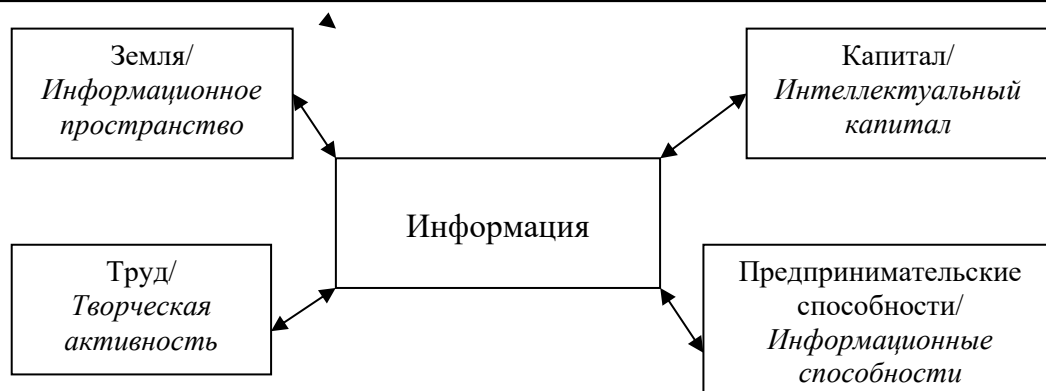 Земля/
Информационное
пространство
Капитал/
Интеллектуальный
капитал
Информация
Труд/
Творческая
активность
Предпринимательские
способности/
Информационные
способности